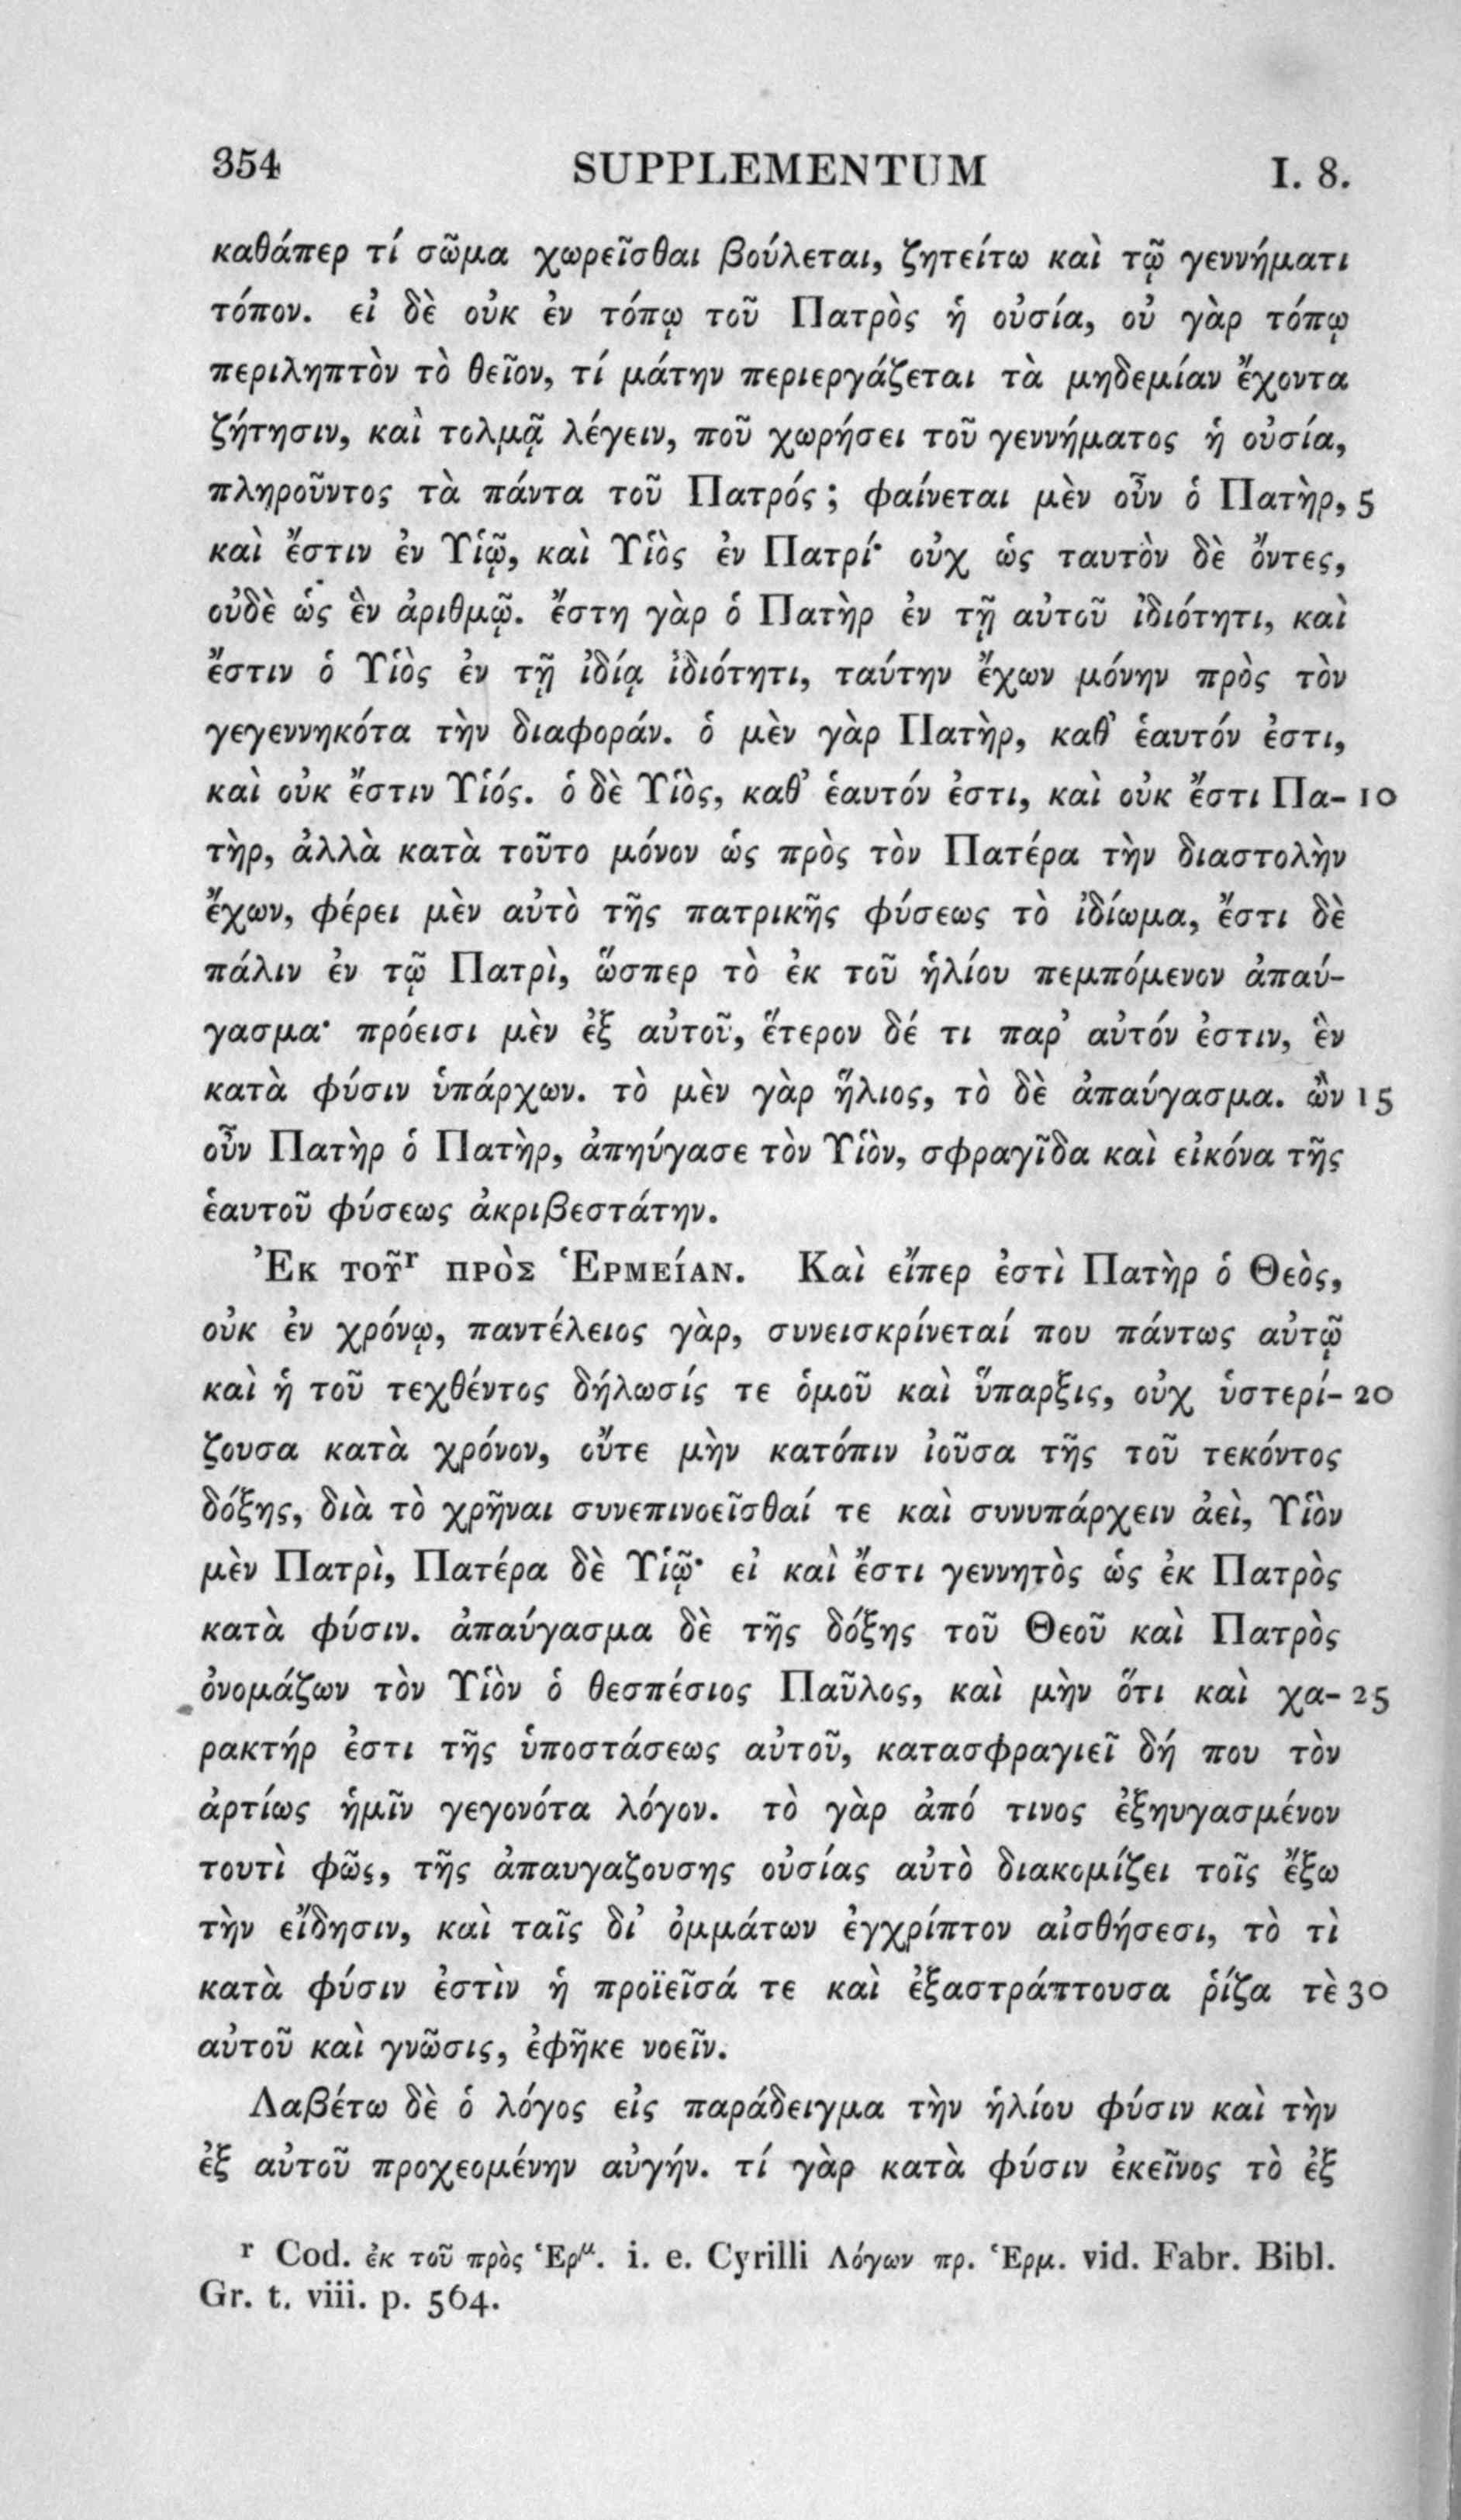 354 SUPPLEMENTUM I. 8.
καθάπερ τί σῶμα χωρεῖσθαι βούλεται, ζητείτω καὶ τῷ γεννήματι
τόπον. εἰ δὲ οὐκ ἐν τόπῳ τοῦ Πατρὸς ἡ οὐσία, οὐ γὰρ τόπῳ
περιληπτὸν τὸ θεῖον, τί μάτην περιεργάζεται τὰ μηδεμίαν ἔχοντα
ζήτησιν, καὶ τολμᾷ λέγειν, ποῦ χωρήσει τοῦ γεννήματος ἡ οὐσία,
πληροῦντος τὰ πάντα τοῦ Πατρός; φαίνεται μὲν οὖν ὁ Πατὴρ, 5
καὶ ἔστιν ἐν Υἱῷ, καὶ Υἱὸς ἐν Πατρί· οὐχ ὡς ταυτὸν δὲ ὄντες,
οὐδὲ ὡς ἓν ἀριθμῷ. ἔστη γὰρ ὁ Πατὴρ ἐν τῇ αὐτοῦ ἰδιότητι, καὶ
ἔστιν ὁ Υἱὸς ἐν τῇ ἰδίᾳ ἰδιότητι, ταύτην ἔχων μόνην πρὸς τὸν
γεγεννηκότα τὴν διαφοράν. ὁ μὲν γὰρ Πατὴρ, καθ' ἑαυτόν ἐστι,
καὶ οὐκ ἔστιν Υἱός. ὁ δὲ Υἱὸς, καθ' ἑαυτόν ἐστι, καὶ οὐκ ἔστι Πα- 10
τὴρ, ἀλλὰ κατὰ τοῦτο μόνον ὡς πρὸς τὸν Πατέρα τὴν διαστολὴν
ἔχων, φέρει μὲν αὐτὸ τῆς πατρικῆς φύσεως τὸ ἰδίωμα, ἔστι δὲ
πάλιν ἐν τῷ Πατρὶ, ὥσπερ τὸ ἐκ τοῦ ἡλίου πεμπόμενον ἀπαύ-
γασμα· πρόεισι μὲν ἐξ αὐτοῦ, ἕτερον δέ τι παρ' αὐτόν ἐστιν, ἓν
κατὰ φύσιν ὑπάρχων. τὸ μὲν γὰρ ἥλιος, τὸ δὲ ἀπαύγασμα. ὢν 15
οὖν Πατὴρ ὁ Πατὴρ, ἀπηύγασε τὸν Υἱὸν, σφραγῖδα καὶ εἰκόνα τῆς
ἑαυτοῦ φύσεως ἀκριβεστάτην.
Ἐκ τοῦ r πρὸς Ἑρμείαν. Καὶ εἴπερ ἐστὶ Πατὴρ ὁ Θεὸς,
οὐκ ἐν χρόνῳ, παντέλειος γὰρ, συνεισκρίνεταί που πάντως αὐτῷ
καὶ ἡ τοῦ τεχθέντος δήλωσίς τε ὁμοῦ καὶ ὕπαρξις, οὐχ ὑστερί- 20
ζουσα κατὰ χρόνον, οὔτε μὴν κατόπιν ἰοῦσα τῆς τοῦ τεκόντος
δόξης, διὰ τὸ χρῆναι συνεπινοεῖσθαί τε καὶ συνυπάρχειν ἀεὶ, Υἱὸν
μὲν Πατρὶ, Πατέρα δὲ Υἱῷ· εἰ καὶ ἔστι γεννητὸς ὡς ἐκ Πατρὸς
κατὰ φύσιν. ἀπαύγασμα δὲ τῆς δόξης τοῦ Θεοῦ καὶ Πατρὸς
ὀνομάζων τὸν Υἱὸν ὁ θεσπέσιος Παῦλος, καὶ μὴν ὅτι καὶ χα- 25
ρακτήρ ἐστι τῆς ὑποστάσεως αὐτοῦ, κατασφραγιεῖ δή που τὸν
ἀρτίως ἡμῖν γεγονότα λόγον. τὸ γὰρ ἀπό τινος ἐξηυγασμένον
τουτὶ φῶς, τῆς ἀπαυγαζουσης οὐσίας αὐτὸ διακομίζει τοῖς ἔξω
τὴν εἴδησιν, καὶ ταῖς δι' ὀμμάτων ἐγχρίπτον αἰσθήσεσι, τὸ τὶ
κατὰ φύσιν ἐστὶν ἡ προϊεῖσά τε καὶ ἐξαστράπτουσα ῥίζα τὲ 30
αὐτοῦ καὶ γνῶσις, ἐφῆκε νοεῖν.
Λαβέτω δὲ ὁ λόγος εἰς παράδειγμα τὴν ἡλίου φύσιν καὶ τὴν
ἐξ αὐτοῦ προχεομένην αὐγήν. τί γὰρ κατὰ φύσιν ἐκεῖνος τὸ ἐξ
r Cod. ἐκ τοῦ πρὸς Ἑρμ. i. e. Cyrilli Λόγων πρ. Ἑρμ. vid. Fabr. Bibl.
Gr. t. viii. p. 564.